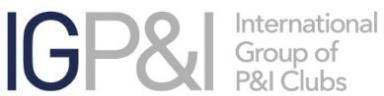 IGP&I International
Group of
P&I Clubs